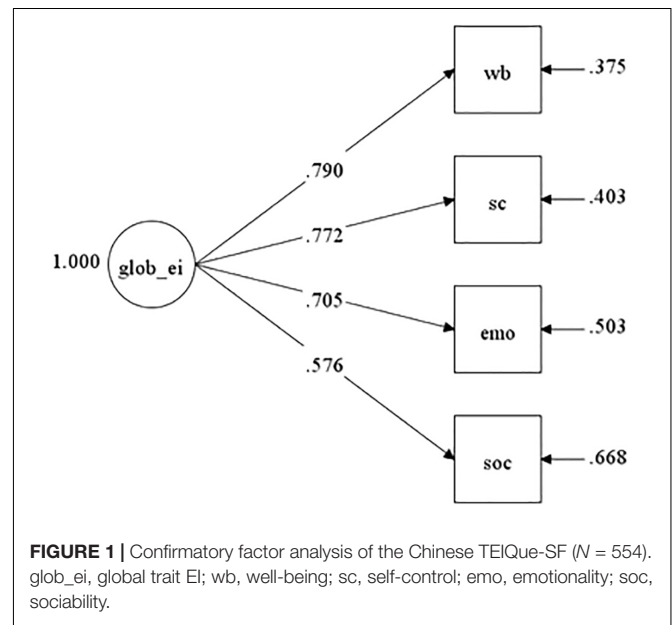 wb
.375
.790
sc
.403
.772
1.000
glob_ei
.705
emo
.503
.576
soc
.668
FIGURE 1 | Confirmatory factor analysis of the Chinese TEIQue-SF (N = 554).
glob_ei, global trait EI; wb, well-being; sc, self-control; emo, emotionality; soc,
sociability.